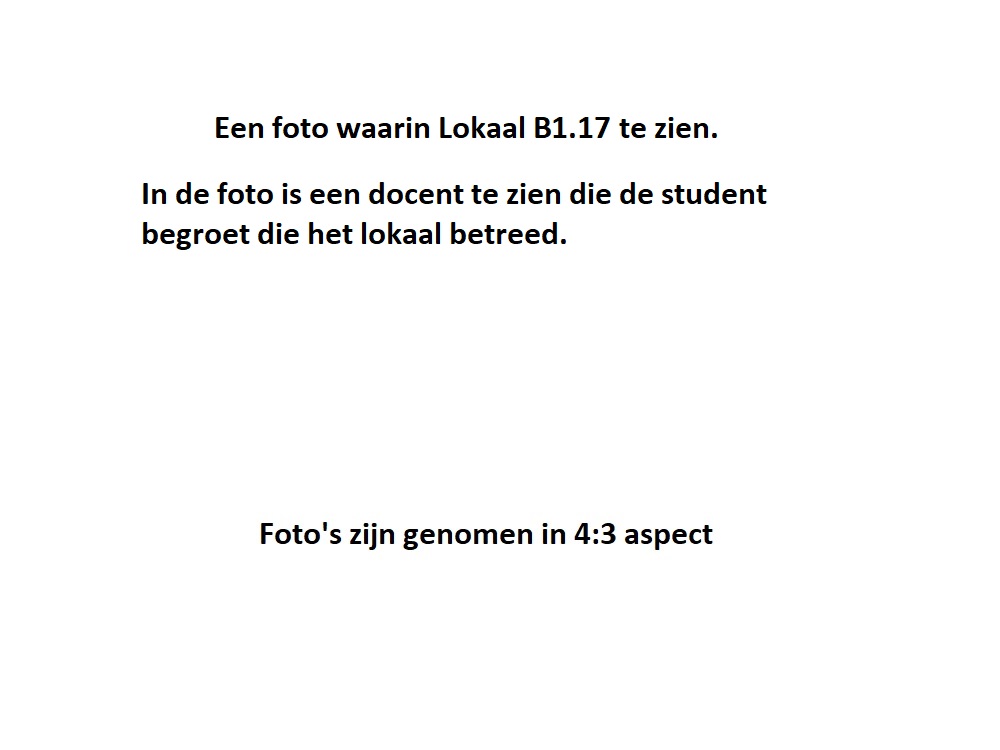 Een foto waarin Lokaal B1.17 te zien.
In de foto is een docent te zien die de student
begroet die het lokaal betreed.
Foto's zijn genomen in 4:3 aspect